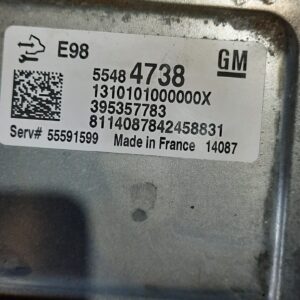 E98
GM
5548 4738
1310101000000X
395357783
8114087842458831
Serv# 55591599 Made in France 14087